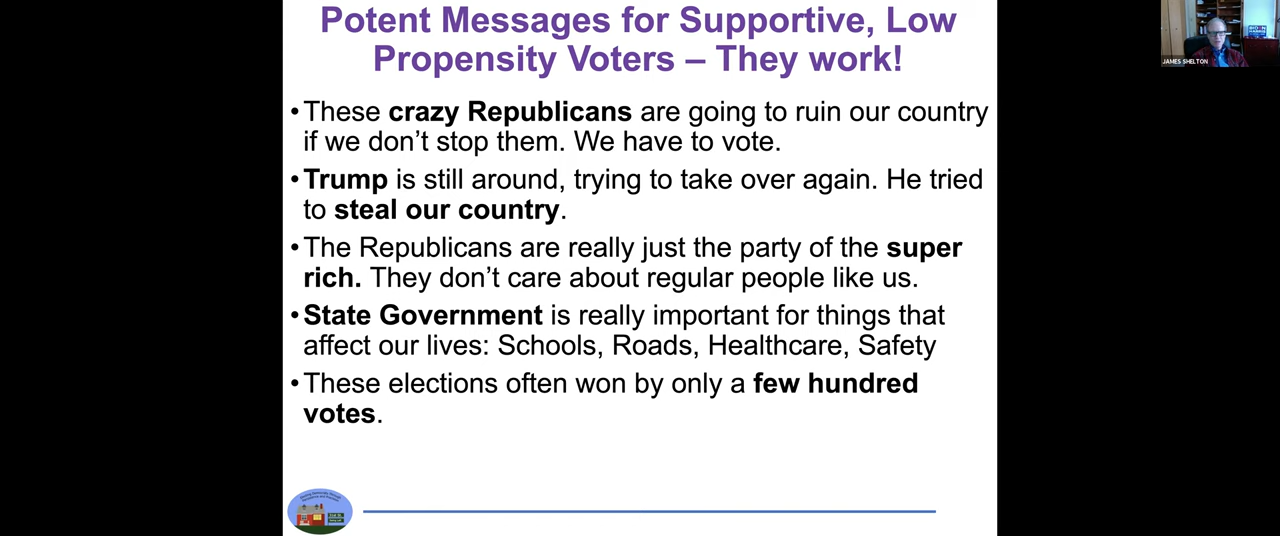 Potent Messages for Supportive, Low
Propensity Voters – They work!
JAMES SHELTON
•These crazy Republicans are going to ruin our country
if we don’t stop them. We have to vote.
•Trump is still around, trying to take over again. He tried
to steal our country.
•The Republicans are really just the party of the super
rich. They don’t care about regular people like us.
•State Government is really important for things that
affect our lives: Schools, Roads, Healthcare, Safety
•These elections often won by only a few hundred
votes.